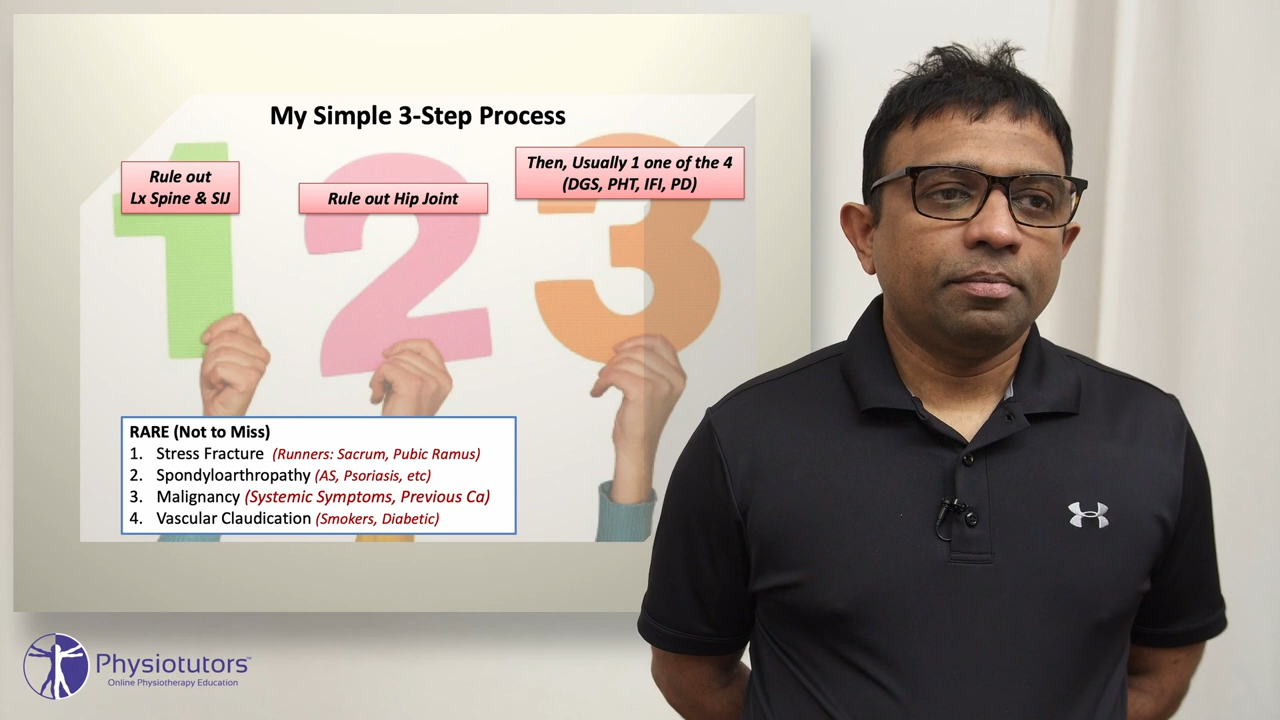 My Simple 3-Step Process
Rule out
Lx Spine & SIJ
Rule out Hip Joint
Then, Usually 1 one of the 4
(DGS, PHT, IFI, PD)
RARE (Not to Miss)
1. Stress Fracture (Runners: Sacrum, Pubic Ramus)
2. Spondyloarthropathy (AS, Psoriasis, etc)
3. Malignancy (Systemic Symptoms, Previous Ca)
4. Vascular Claudication (Smokers, Diabetic)
Physiotutors™
Online Physiotherapy Education